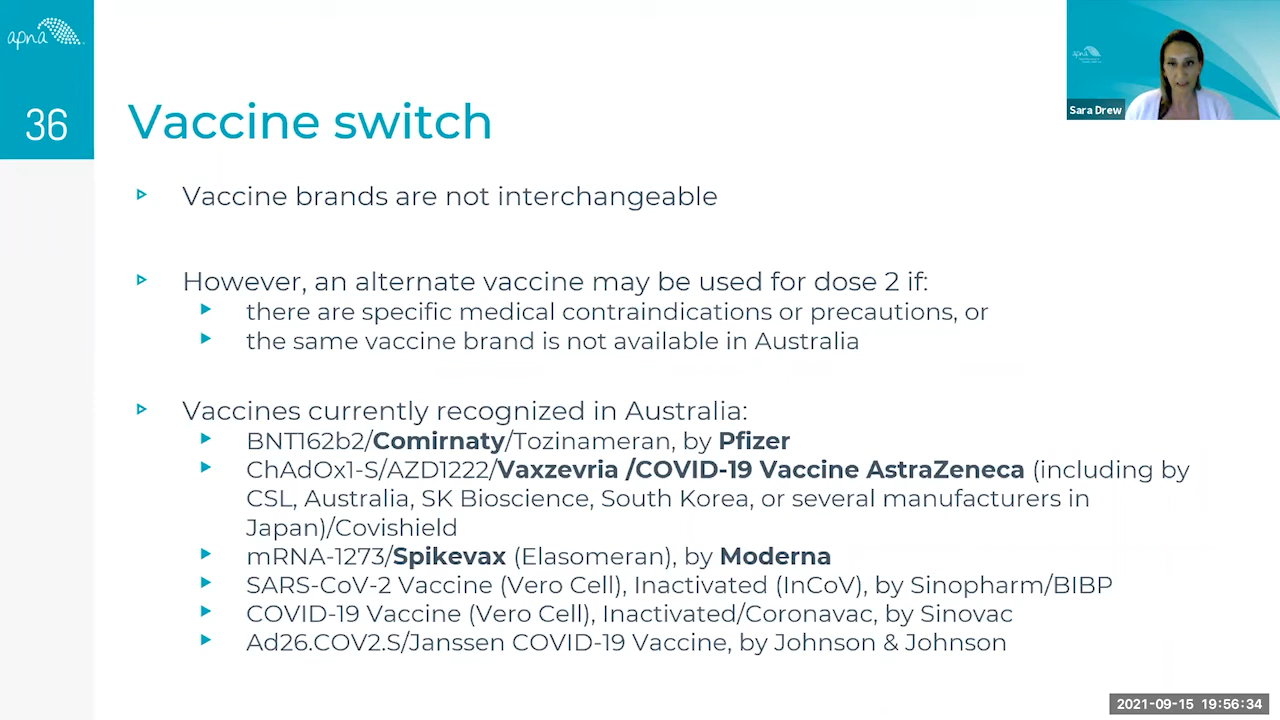 apna
36
Vaccine switch
Vaccine brands are not interchangeable
However, an alternate vaccine may be used for dose 2 if:
there are specific medical contraindications or precautions, or
the same vaccine brand is not available in Australia
Vaccines currently recognized in Australia:
BNT162b2/Comirnaty/Tozinameran, by Pfizer
ChAdOx1-S/AZD1222/Vaxzevria /COVID-19 Vaccine AstraZeneca (including by
CSL, Australia, SK Bioscience, South Korea, or several manufacturers in
Japan)/Covishield
mRNA-1273/Spikevax (Elasomeran), by Moderna
SARS-CoV-2 Vaccine (Vero Cell), Inactivated (InCoV), by Sinopharm/BIBP
COVID-19 Vaccine (Vero Cell), Inactivated/Coronavac, by Sinovac
Ad26.COV2.S/Janssen COVID-19 Vaccine, by Johnson & Johnson
apna
Sara Drew
2021-09-15 19:56:34